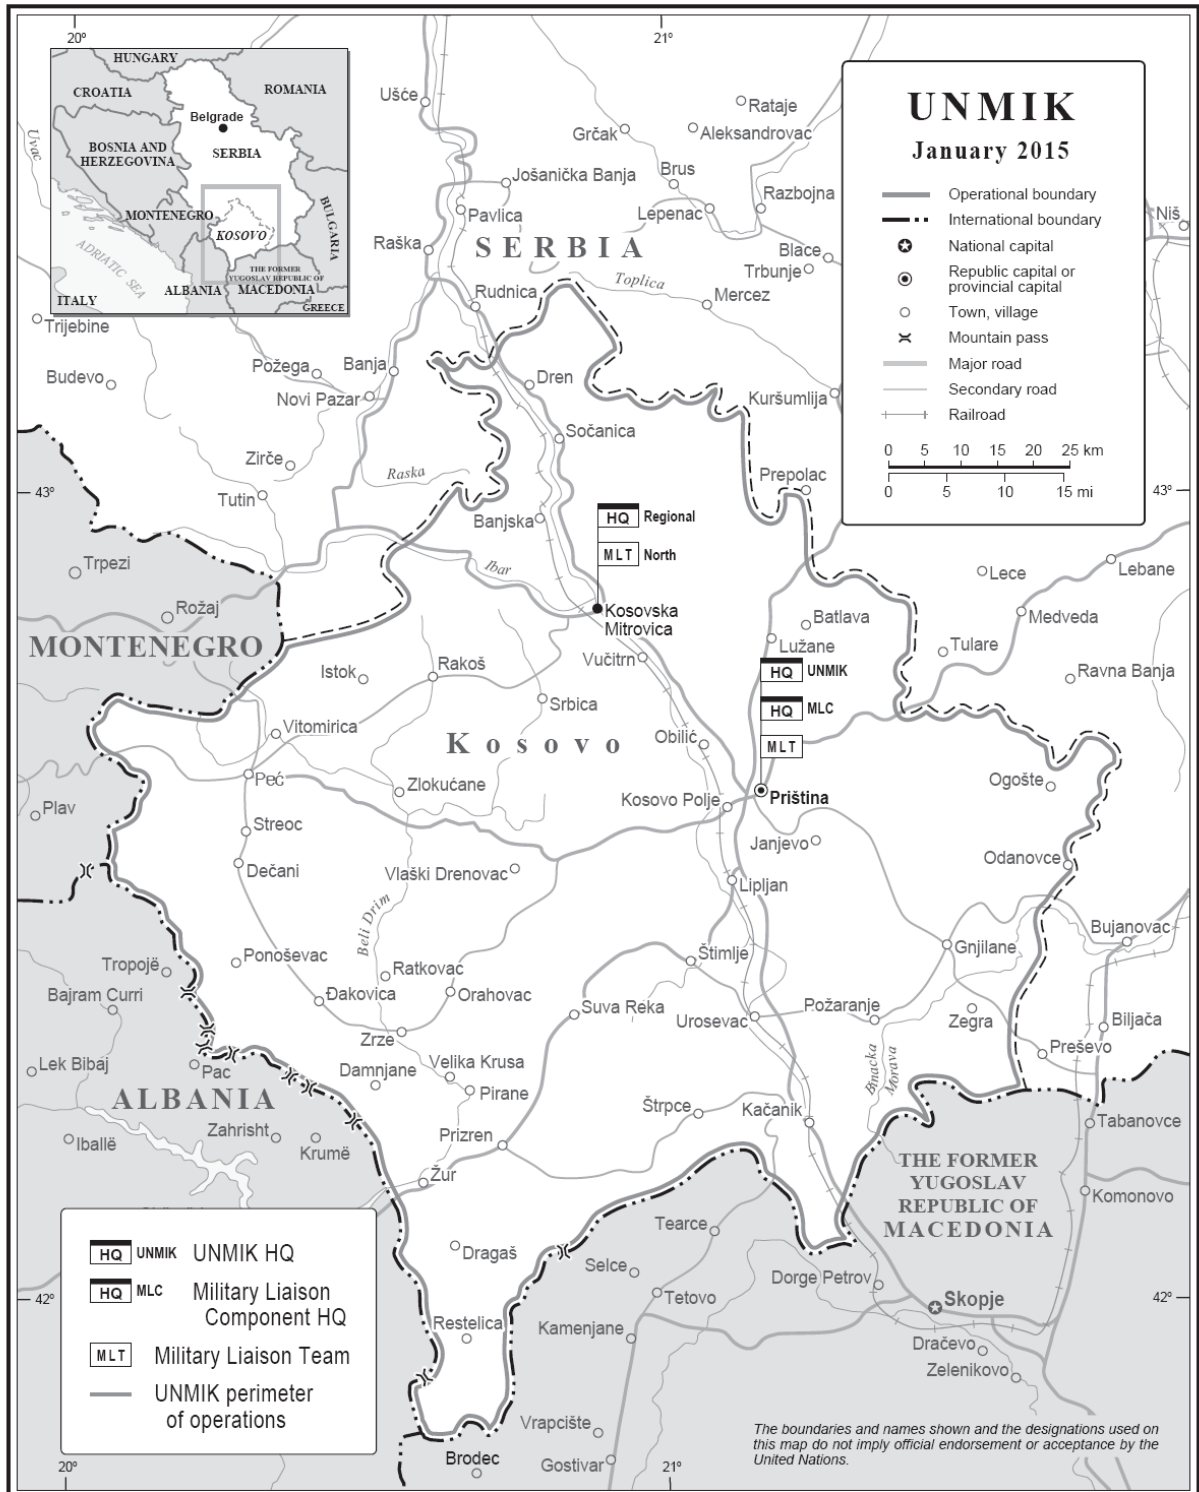 20°
21°
HUNGARY
CROATIA
ROMANIA
Belgrade
BOSNIA AND
HERZEGOVINA
SERBIA
MONTENEGRO
BULGARIA
KOSOVO
ADRIATIC SEA
THE FORMER
YUGOSLAV REPUBLIC OF
MACEDONIA
ALBANIA
ITALY
GREECE
UNMIK
January 2015
Operational boundary
International boundary
National capital
Republic capital or
provincial capital
Town, village
Mountain pass
Major road
Secondary road
Railroad
0 5 10 15 20 25 km
0 5 10 15 mi
Uvac
Ušće
Rataje
Grčak
Aleksandrovac
Jošanička Banja
Brus
Razbojna
Pavlica
Lepenac
Niš
Raška
SERBIA
Blace
Trbunje
Toplica
Rudnica
Mercez
Trijebine
Požega
Banja
Budevo
Dren
Novi Pazar
Kuršumlija
Sočanica
Zirče
Raska
Prepolac
Tutin
43°
43°
Banjska
HQ Regional
MLT North
Trpezi
Ibar
Lece
Lebane
Rožaj
Kosovska
Mitrovica
Batlava
Medveda
MONTENEGRO
Lužane
Tulare
Vučitrn
Istok
Rakoš
HQ UNMIK
Ravna Banja
Srbica
HQ MLC
Vitomirica
Kosovo
Obilić
MLT
Peć
Zlokućane
Ogošte
Plav
Kosovo Polje
Priština
Streoc
Janjevo
Dečani
Vlaški Drenovac
Odanovce
Lipljan
Beli Drim
Bujanovac
Ponoševac
Štimlje
Gnjilane
Tropojë
Ratkovac
Bajram Curri
Đakovica
Orahovac
Suva Reka
Urosevac
Požaranje
Zegra
Biljača
Zrze
Preševo
Lek Bibaj
Pac
Damnjane
Velika Krusa
Binacka
Morava
ALBANIA
Pirane
Štrpce
Kačanik
Tabanovce
Iballë
Zahrisht
Krumë
Prizren
Žur
THE FORMER
YUGOSLAV
REPUBLIC OF
MACEDONIA
Komonovo
Tearce
Dragaš
Selce
Dorge Petrov
Tetovo
Skopje
42°
42°
Restelica
Kamenjane
Dračevo
Zelenikovo
Vrapcište
Brodec
Gostivar
HQ UNMIK UNMIK HQ
HQ MLC Military Liaison
Component HQ
MLT Military Liaison Team
UNMIK perimeter
of operations
The boundaries and names shown and the designations used on
this map do not imply official endorsement or acceptance by the
United Nations.
20°
21°